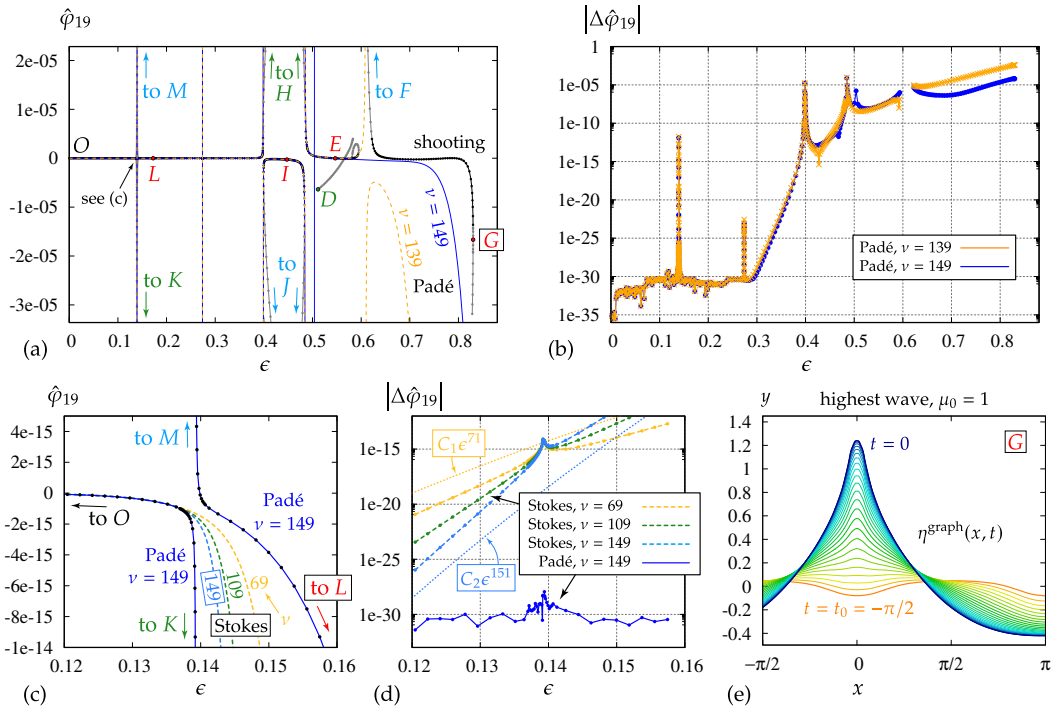 φ̂₁₉
2e-05
1e-05
0
-1e-05
-2e-05
-3e-05
O
to M
to H
to F
see (c)
L
I
E
D
shooting
G
to K
to J
ν = 139
ν = 149
Padé
0 0.1 0.2 0.3 0.4 0.5 0.6 0.7 0.8
(a)
ϵ
|Δφ̂₁₉|
1
1e-05
1e-10
1e-15
1e-20
1e-25
1e-30
1e-35
Padé, ν = 139
Padé, ν = 149
0 0.1 0.2 0.3 0.4 0.5 0.6 0.7 0.8 0.9
(b)
ϵ
φ̂₁₉
4e-15
2e-15
0
-2e-15
-4e-15
-6e-15
-8e-15
-1e-14
to M
to O
Padé
ν = 149
Padé
ν = 149
to K
149
109
69
ν
Stokes
to L
0.12 0.13 0.14 0.15 0.16
(c)
ϵ
|Δφ̂₁₉|
1e-15
1e-20
1e-25
1e-30
C₁ϵ⁷¹
Stokes, ν = 69
Stokes, ν = 109
Stokes, ν = 149
Padé, ν = 149
C₂ϵ¹⁵¹
0.12 0.13 0.14 0.15 0.16
(d)
ϵ
y
highest wave, μ₀ = 1
1.4
1.2
1
0.8
0.6
0.4
0.2
0
-0.2
-0.4
t = 0
G
η^graph(x, t)
t = t₀ = −π/2
−π/2 0 π/2 π
(e)
x